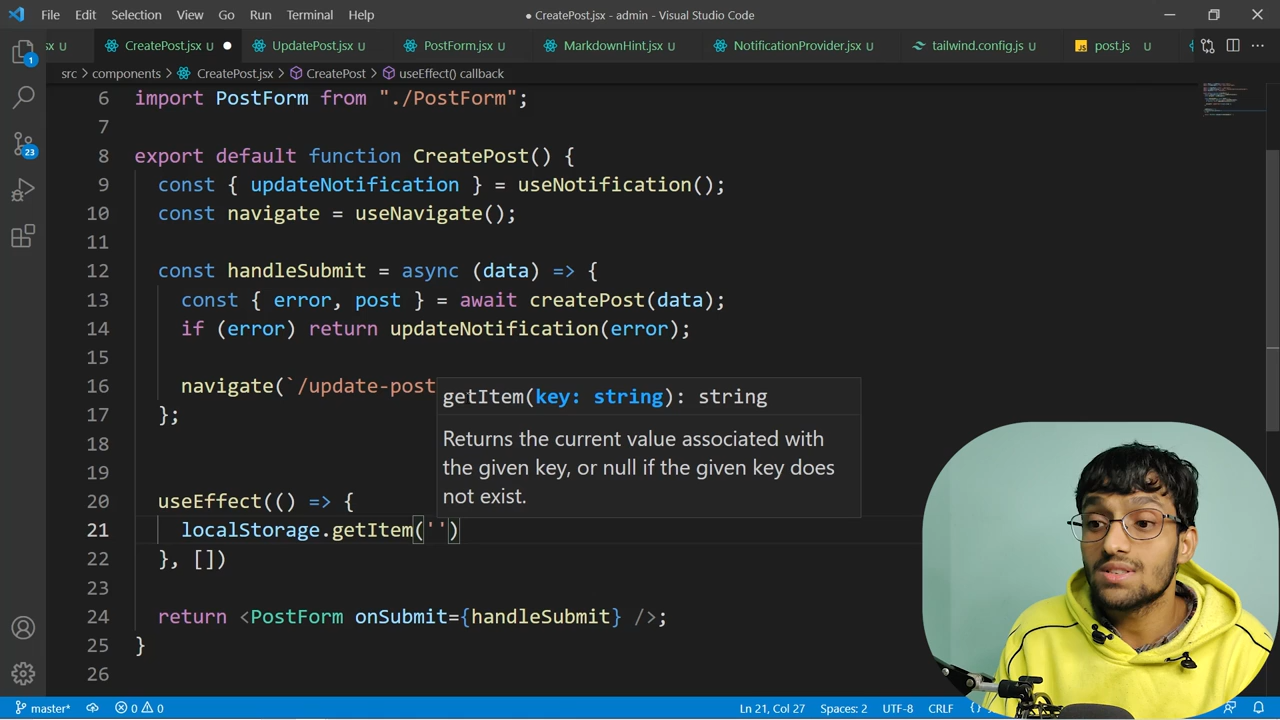 File Edit Selection View Go Run Terminal Help
● CreatePost.jsx - admin - Visual Studio Code
sx U CreatePost.jsx U UpdatePost.jsx U PostForm.jsx U MarkdownHint.jsx U NotificationProvider.jsx U tailwind.config.js U post.js U
src > components > CreatePost.jsx > CreatePost > useEffect() callback
1
23
6 import PostForm from "./PostForm";
7
8 export default function CreatePost() {
9 const { updateNotification } = useNotification();
10 const navigate = useNavigate();
11
12 const handleSubmit = async (data) => {
13 const { error, post } = await createPost(data);
14 if (error) return updateNotification(error);
15
16 navigate(`/update-post
17 };
18
19
20 useEffect(() => {
21 localStorage.getItem('')
22 }, [])
23
24 return <PostForm onSubmit={handleSubmit} />;
25 }
26
getItem(key: string): string
Returns the current value associated with
the given key, or null if the given key does
not exist.
master* 0 0 Ln 21, Col 27 Spaces: 2 UTF-8 CRLF